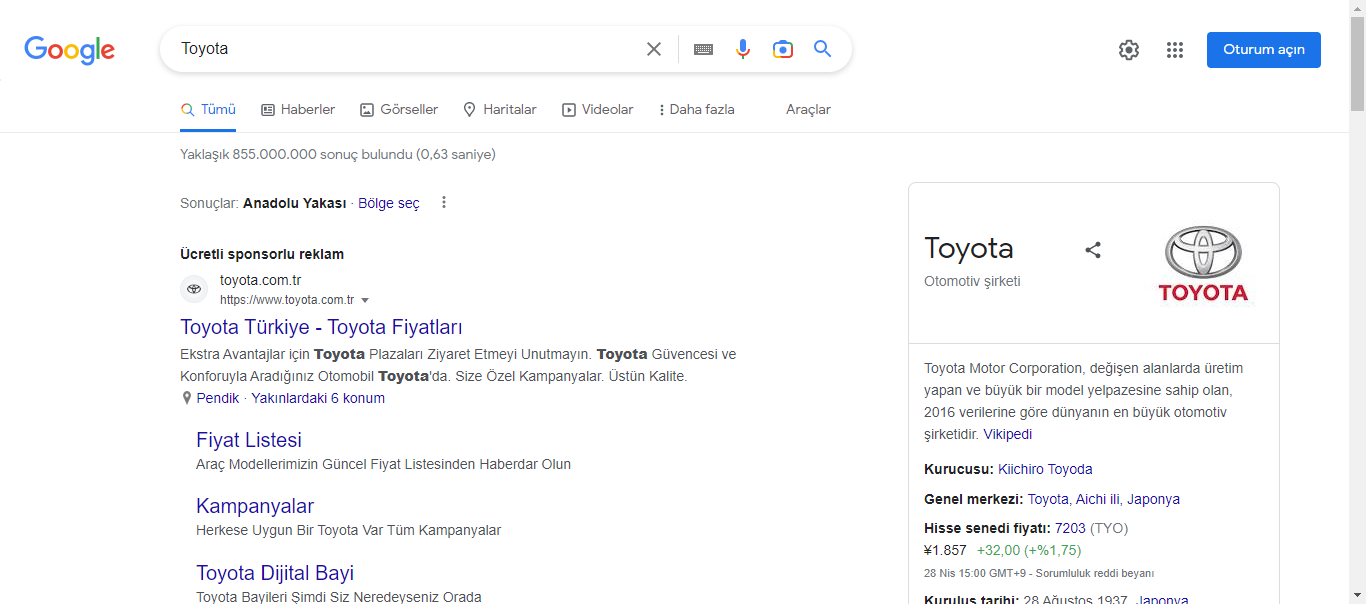 Google
Toyota
Oturum açın
Tümü
Haberler
Görseller
Haritalar
Videolar
Daha fazla
Araçlar
Yaklaşık 855.000.000 sonuç bulundu (0,63 saniye)
Sonuçlar: Anadolu Yakası · Bölge seç
Ücretli sponsorlu reklam
toyota.com.tr
https://www.toyota.com.tr
Toyota Türkiye - Toyota Fiyatları
Ekstra Avantajlar için Toyota Plazaları Ziyaret Etmeyi Unutmayın. Toyota Güvencesi ve
Konforuyla Aradığınız Otomobil Toyota'da. Size Özel Kampanyalar. Üstün Kalite.
Pendik · Yakınlardaki 6 konum
Fiyat Listesi
Araç Modellerimizin Güncel Fiyat Listesinden Haberdar Olun
Kampanyalar
Herkese Uygun Bir Toyota Var Tüm Kampanyalar
Toyota Dijital Bayi
Toyota Bayileri Şimdi Siz Neredeyseniz Orada
Toyota
Otomotiv şirketi
TOYOTA
Toyota Motor Corporation, değişen alanlarda üretim
yapan ve büyük bir model yelpazesine sahip olan,
2016 verilerine göre dünyanın en büyük otomotiv
şirketidir. Vikipedi
Kurucusu: Kiichiro Toyoda
Genel merkezi: Toyota, Aichi ili, Japonya
Hisse senedi fiyatı: 7203 (TYO)
¥1.857 +32,00 (+%1,75)
28 Nis 15:00 GMT+9 - Sorumluluk reddi beyanı
Kuruluş tarihi: 28 Ağustos 1937, Japonya